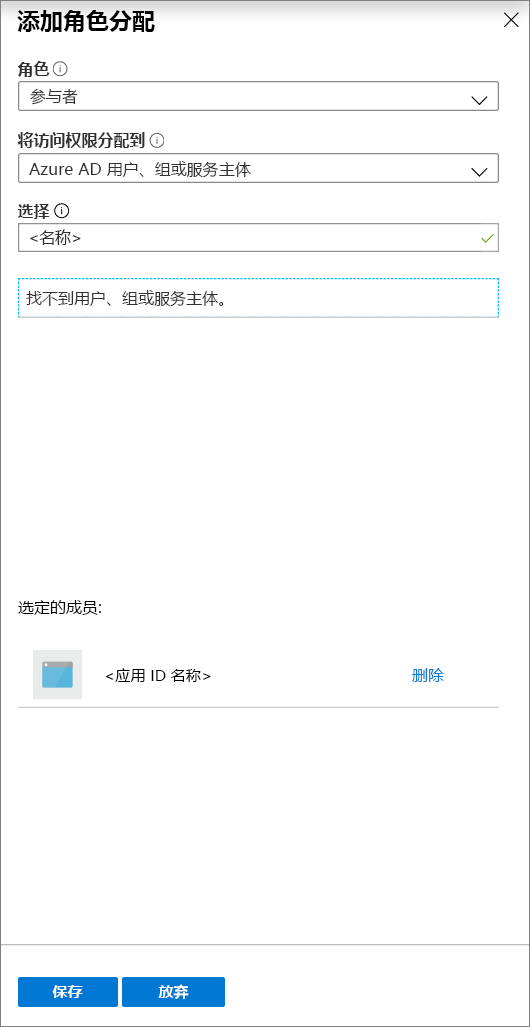 添加角色分配
角色
参与者
将访问权限分配到
Azure AD 用户、组或服务主体
选择
<名称>
找不到用户、组或服务主体。
选定的成员:
<应用 ID 名称>
删除
保存
放弃